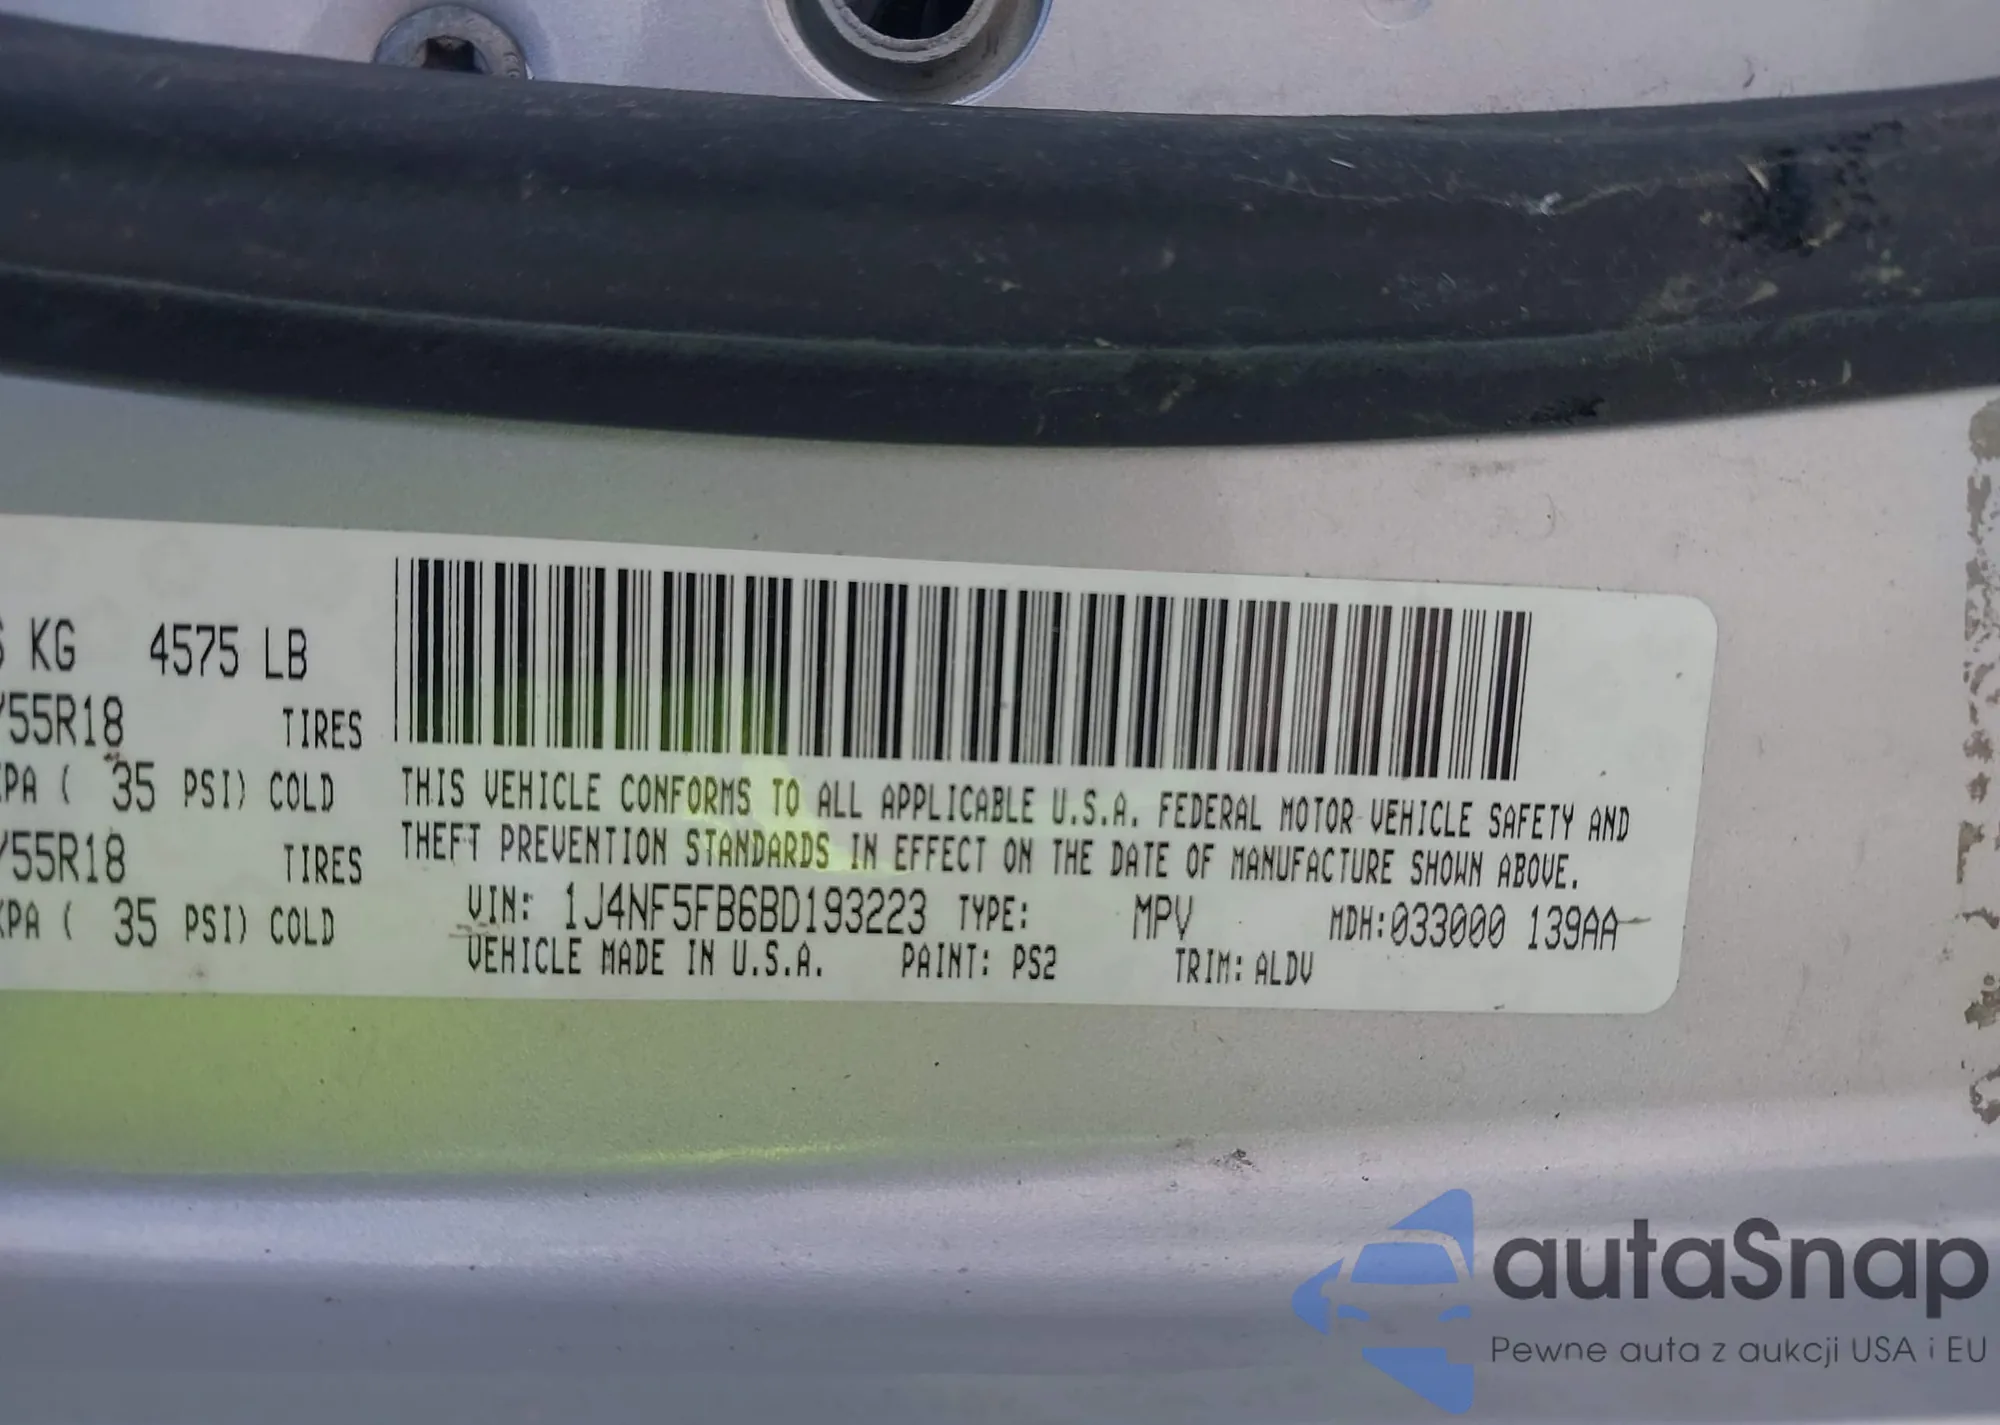 KG 4575 LB
/55R18 TIRES
KPA ( 35 PSI) COLD
/55R18 TIRES
KPA ( 35 PSI) COLD
THIS VEHICLE CONFORMS TO ALL APPLICABLE U.S.A. FEDERAL MOTOR VEHICLE SAFETY AND
THEFT PREVENTION STANDARDS IN EFFECT ON THE DATE OF MANUFACTURE SHOWN ABOVE.
VIN: 1J4NF5FB6BD193223 TYPE: MPV MDH:033000 139AA
VEHICLE MADE IN U.S.A. PAINT: PS2 TRIM: ALDV
autaSnap
Pewne auta z aukcji USA i EU